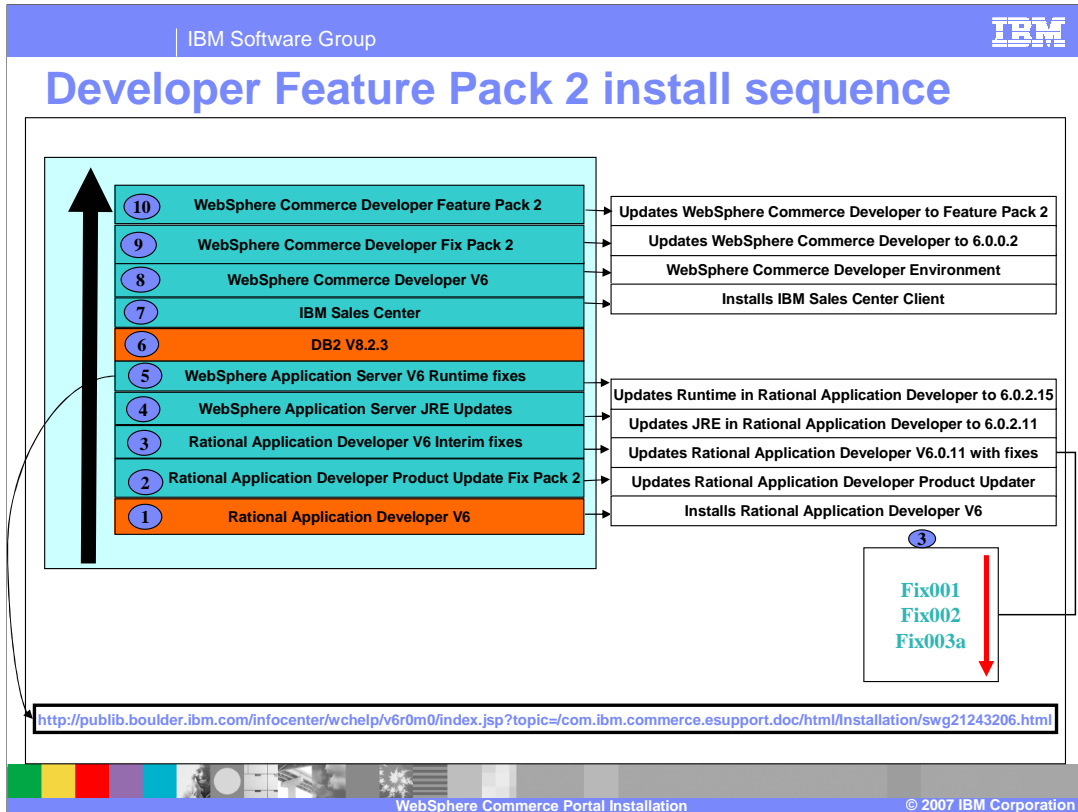 IBM Software Group
IBM
Developer Feature Pack 2 install sequence
10 WebSphere Commerce Developer Feature Pack 2
Updates WebSphere Commerce Developer to Feature Pack 2
9 WebSphere Commerce Developer Fix Pack 2
Updates WebSphere Commerce Developer to 6.0.0.2
8 WebSphere Commerce Developer V6
WebSphere Commerce Developer Environment
7 IBM Sales Center
Installs IBM Sales Center Client
6 DB2 V8.2.3
5 WebSphere Application Server V6 Runtime fixes
Updates Runtime in Rational Application Developer to 6.0.2.15
4 WebSphere Application Server JRE Updates
Updates JRE in Rational Application Developer to 6.0.2.11
3 Rational Application Developer V6 Interim fixes
Updates Rational Application Developer V6.0.11 with fixes
2 Rational Application Developer Product Update Fix Pack 2
Updates Rational Application Developer Product Updater
1 Rational Application Developer V6
Installs Rational Application Developer V6
3
Fix001
Fix002
Fix003a
http://publib.boulder.ibm.com/infocenter/wchelp/v6r0m0/index.jsp?topic=/com.ibm.commerce.esupport.doc/html/Installation/swg21243206.html
WebSphere Commerce Portal Installation
© 2007 IBM Corporation